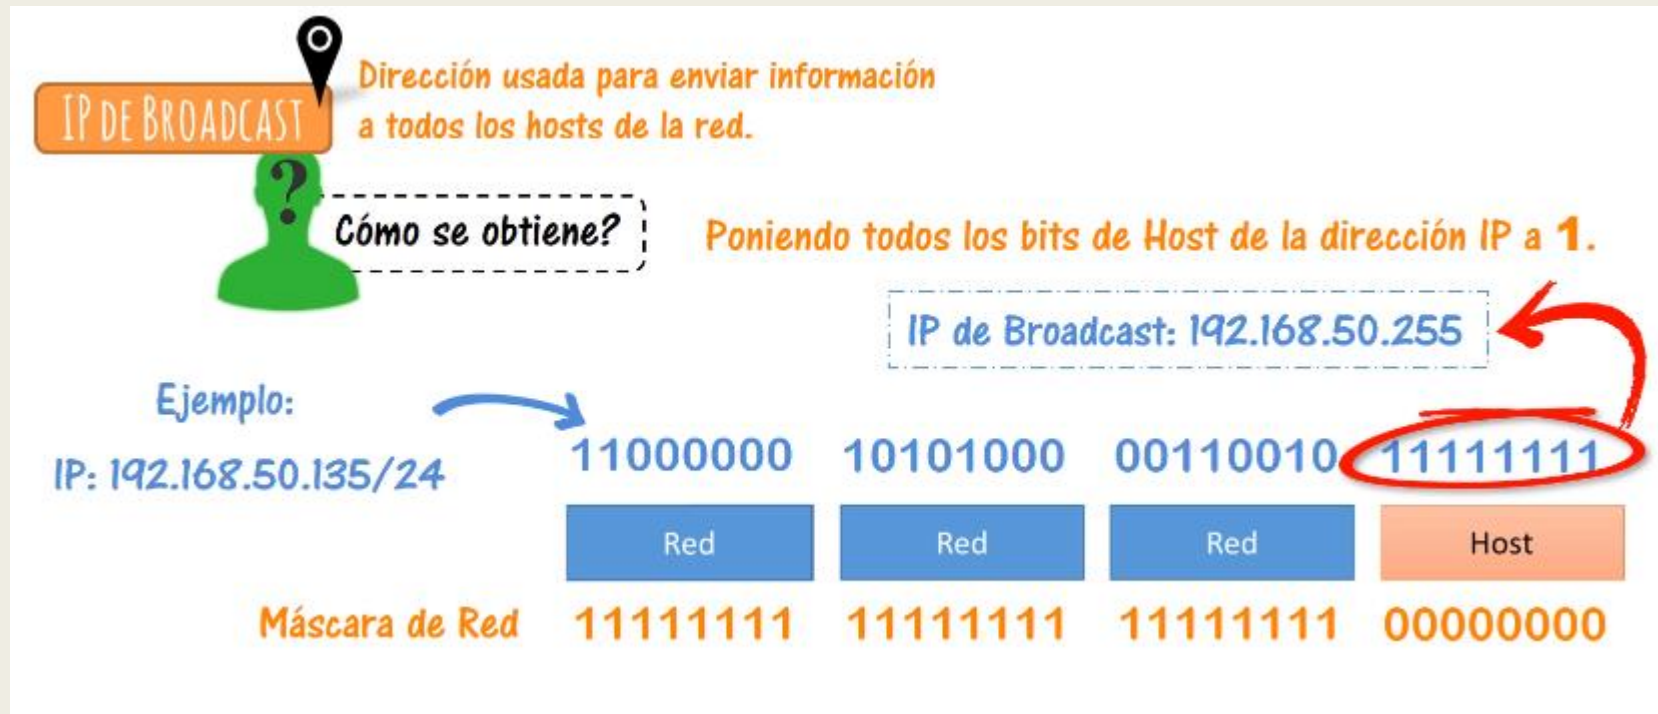 IP DE BROADCAST
Dirección usada para enviar información
a todos los hosts de la red.
?
Cómo se obtiene?
Poniendo todos los bits de Host de la dirección IP a 1.
IP de Broadcast: 192.168.50.255
Ejemplo:
IP: 192.168.50.135/24
11000000 10101000 00110010 11111111
Red Red Red Host
Máscara de Red 11111111 11111111 11111111 00000000